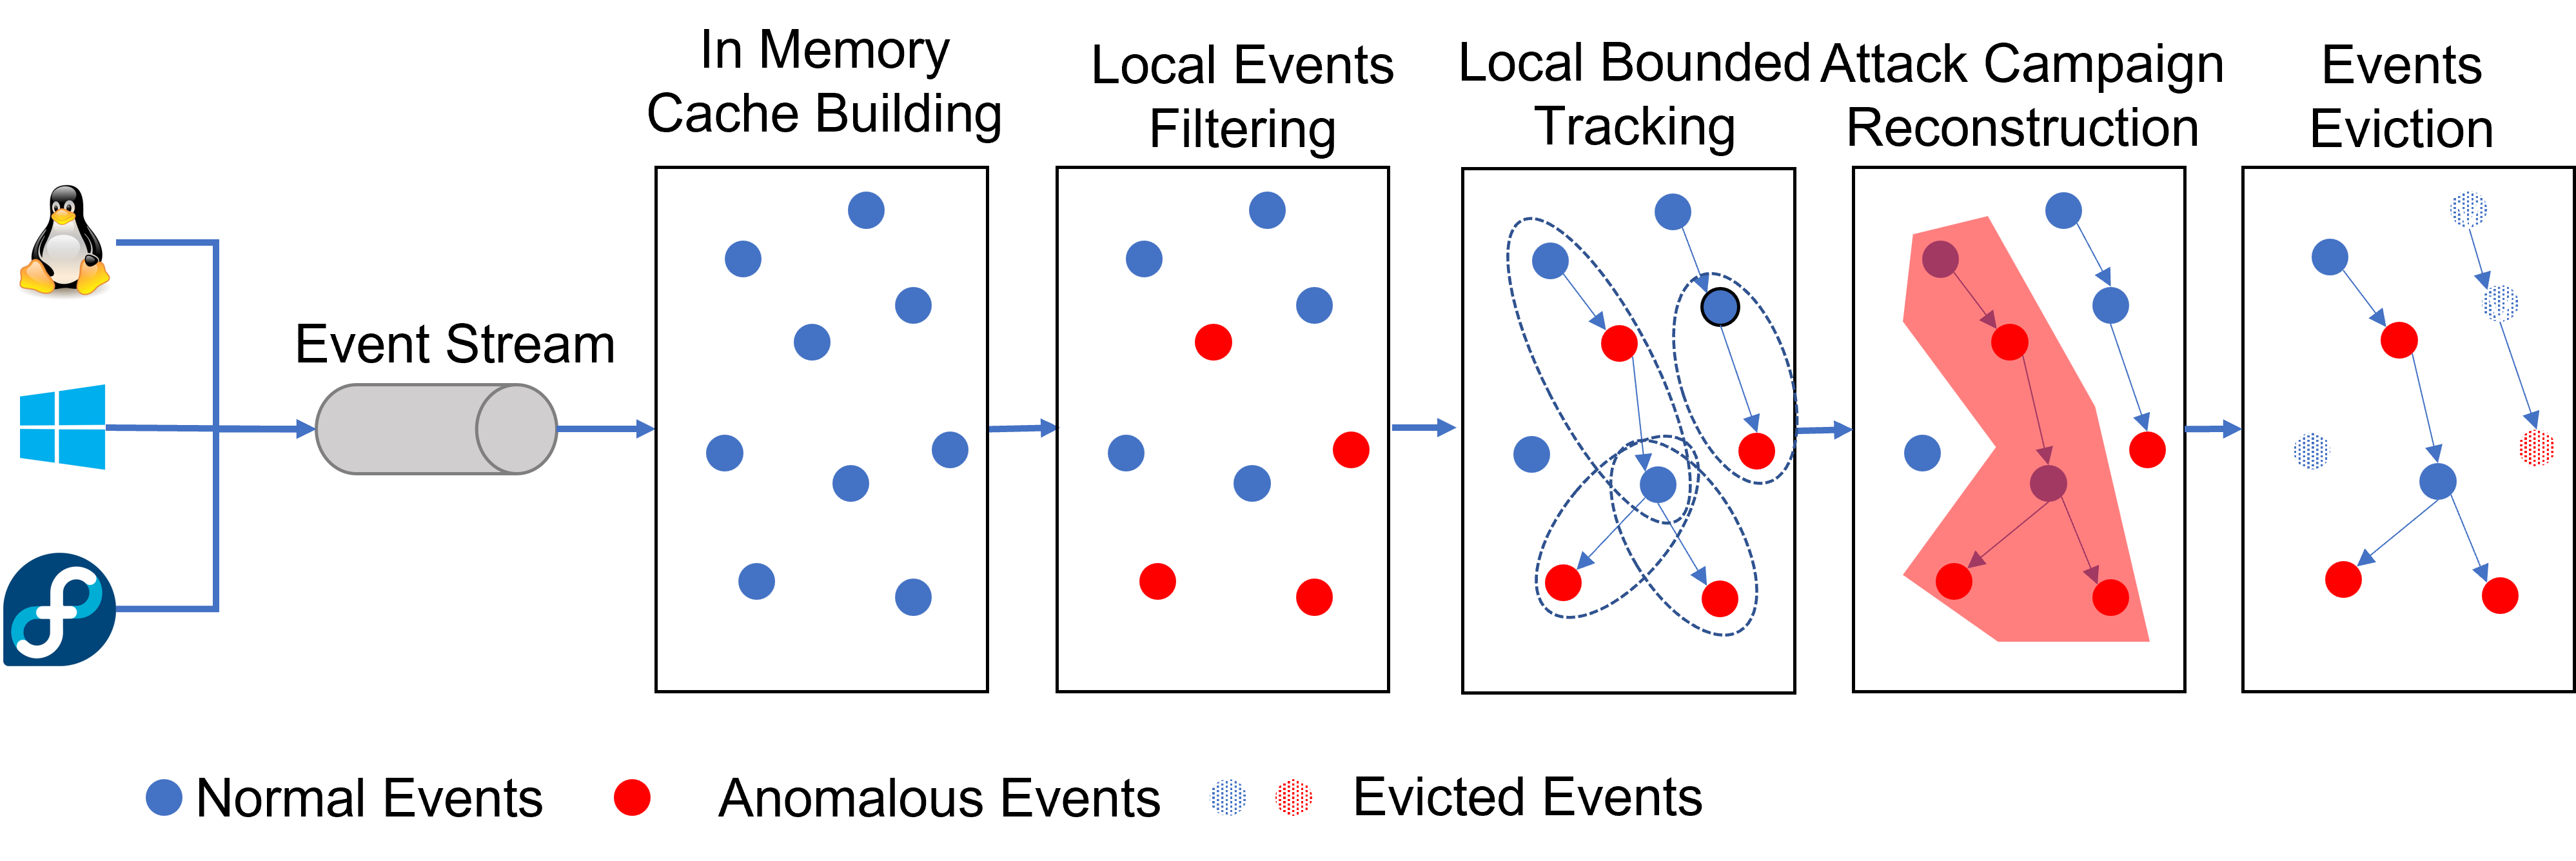 In Memory
Cache Building
Local Events
Filtering
Local Bounded
Tracking
Attack Campaign
Reconstruction
Events
Eviction
Event Stream
Normal Events
Anomalous Events
Evicted Events